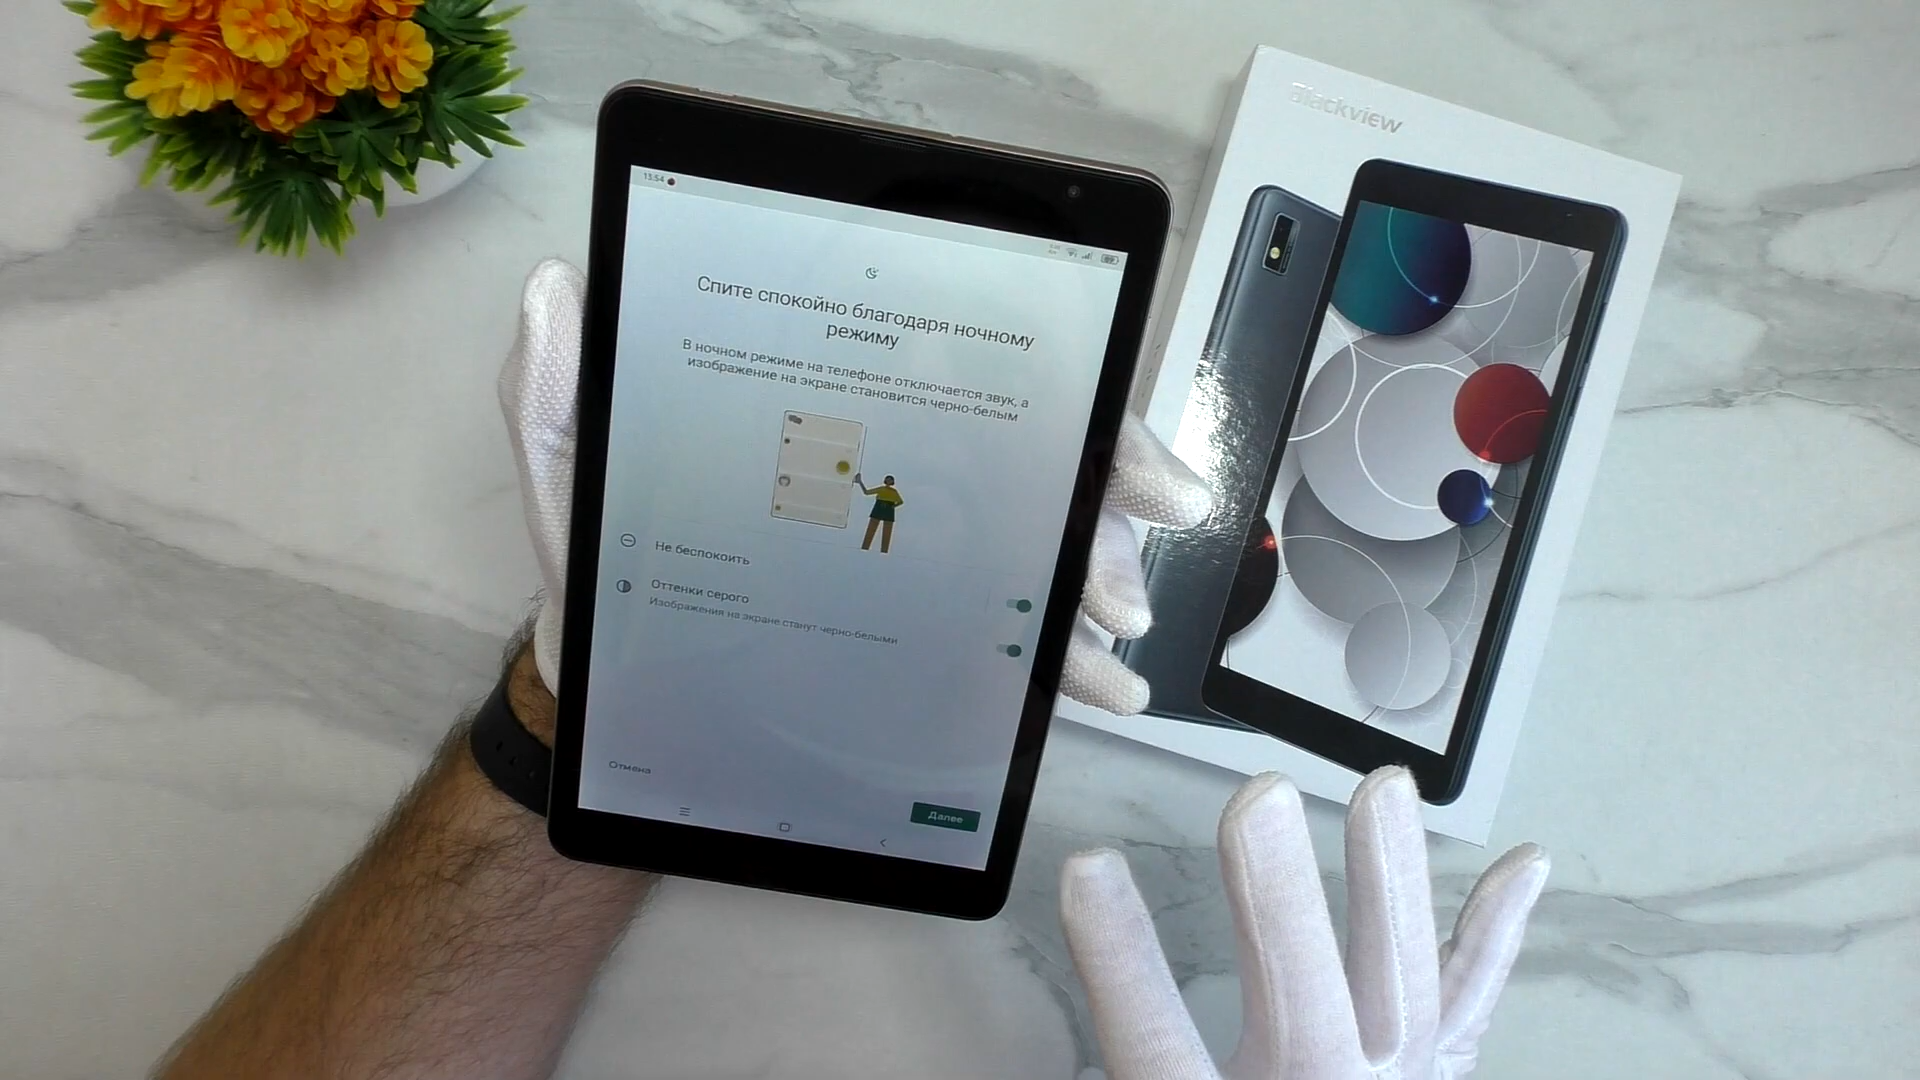 13:54
Blackview
Спите спокойно благодаря ночному
режиму
В ночном режиме на телефоне отключается звук, а
изображение на экране становится черно-белым
Не беспокоить
Оттенки серого
Изображения на экране станут черно-белыми
Отмена
Далее